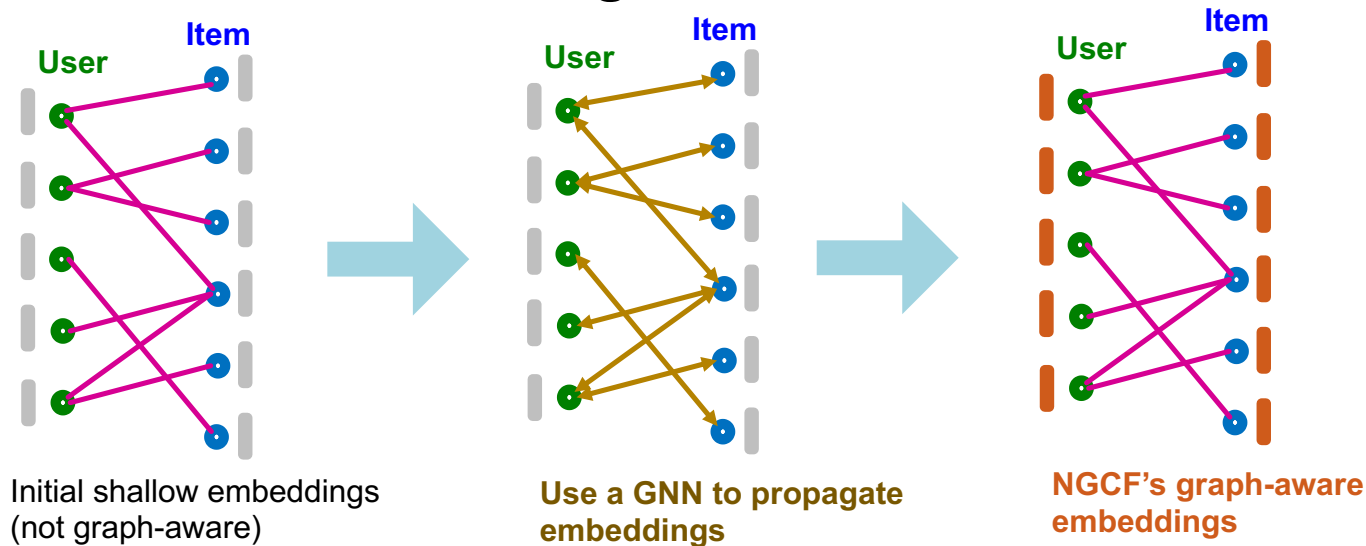 Item
User
Item
User
Item
User
Initial shallow embeddings
(not graph-aware)
Use a GNN to propagate
embeddings
NGCF's graph-aware
embeddings